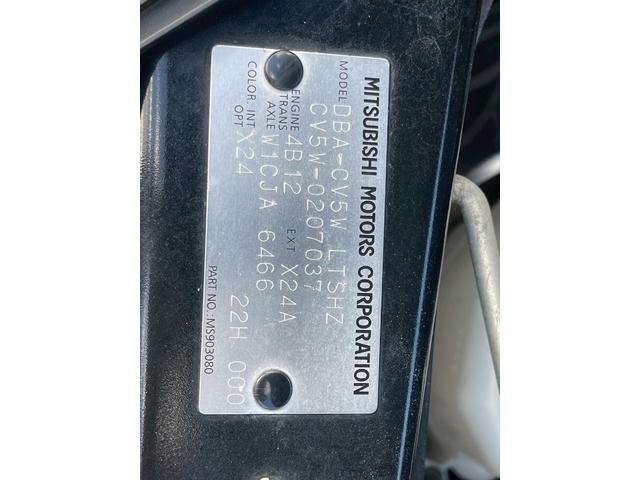 MITSUBISHI MOTORS CORPORATION
MODEL DBA-CV5W LTSHZ
CV5W-0207037
ENGINE 4B12 EXT X24A
TRANS AXLE W1CJA 6466
COLOR, INT OPT X24 22H 000
PART NO.:MS903080